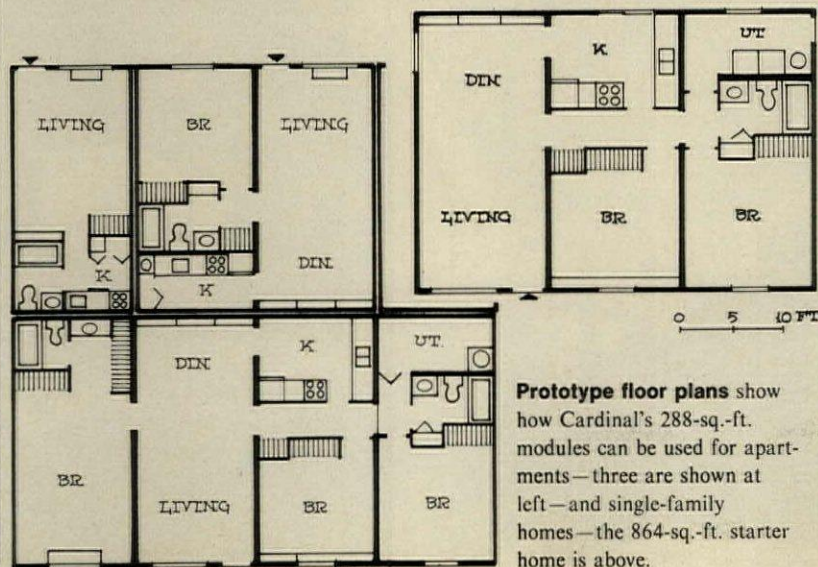 LIVING
BR
LIVING
K
DIN.
K
BR
DIN
LIVING
K
BR
UT.
BR
DIN
K
UT
LIVING
BR
BR
0 5 10 FT
Prototype floor plans show
how Cardinal's 288-sq.-ft.
modules can be used for apart-
ments—three are shown at
left—and single-family
homes—the 864-sq.-ft. starter
home is above.